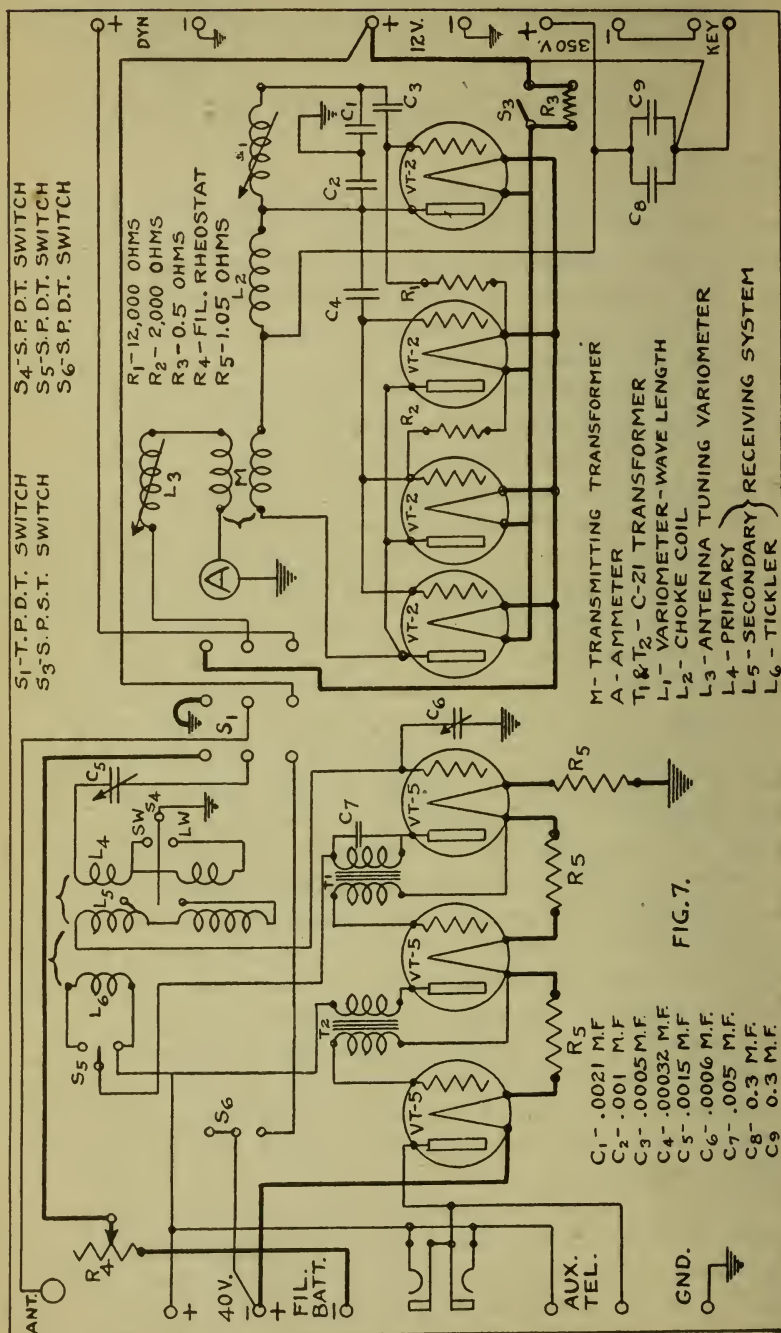 ANT.
R4
+
40V.
-
+
FIL.
BATT.
-
AUX.
TEL.
GND.
S5
L6
L5
L4
C5
SW
S4
LW
S1
S6
T2
T1
C7
C6
VT-5
VT-5
VT-5
R5
R5
R5
C1 - .0021 M.F
C2 - .001 M.F
C3 - .0005 M.F.
C4 - .00032 M.F
C5 - .0015 M.F
C6 - .0006 M.F.
C7 - .005 M.F.
C8 - 0.3 M.F.
C9 0.3 M.F.
FIG. 7.
S1 - T.P.D.T. SWITCH
S3 - S.P.S.T. SWITCH
S4 - S.P.D.T. SWITCH
S5 - S.P.D.T. SWITCH
S6 - S.P.D.T. SWITCH
R1 - 12,000 OHMS
R2 - 2,000 OHMS
R3 - 0.5 OHMS
R4 - FIL. RHEOSTAT
R5 - 1.05 OHMS
L3
M
A
L2
C1
C2
C3
C4
R1
R2
VT-2
VT-2
VT-2
VT-2
S3
R3
C8
C9
+
DYN
-
+
12V.
-
+
350 V.
-
KEY
M - TRANSMITTING TRANSFORMER
A - AMMETER
T1 & T2 - C-21 TRANSFORMER
L1 - VARIOMETER - WAVE LENGTH
L2 - CHOKE COIL
L3 - ANTENNA TUNING VARIOMETER
L4 - PRIMARY
L5 - SECONDARY } RECEIVING SYSTEM
L6 - TICKLER